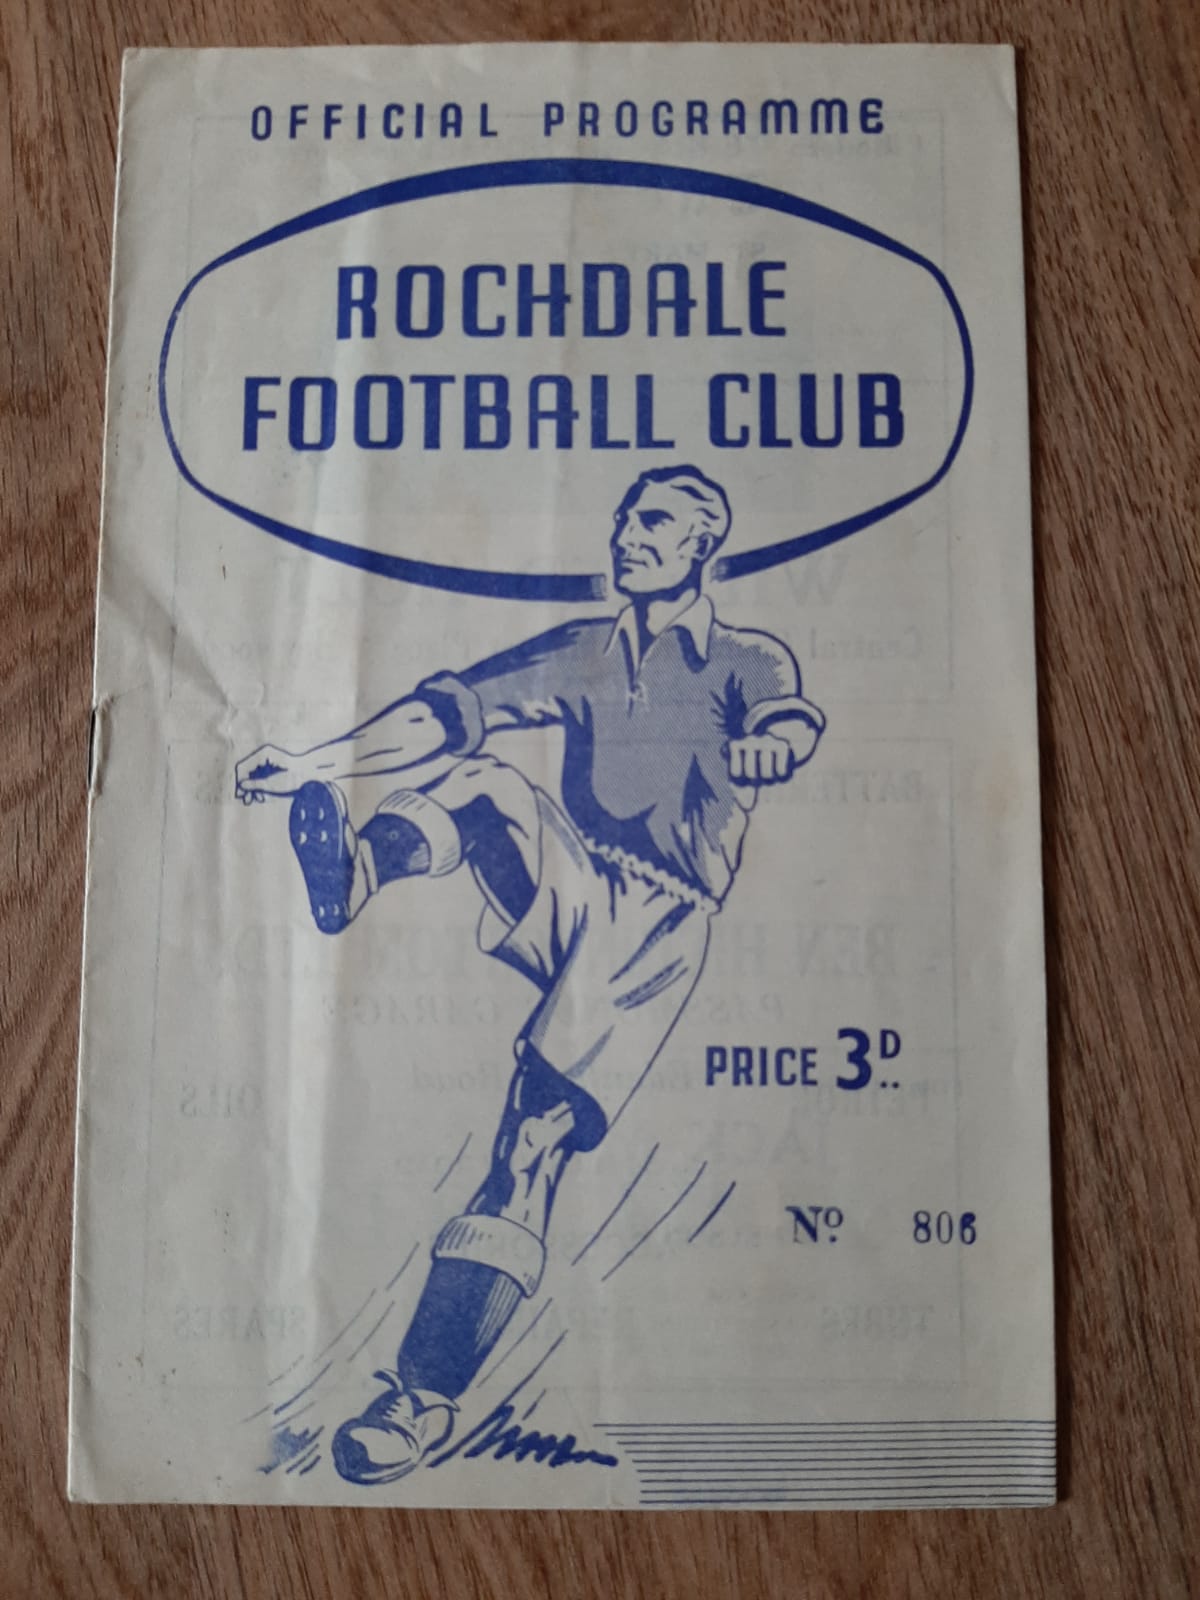 OFFICIAL PROGRAMME
ROCHDALE
FOOTBALL CLUB
PRICE 3D..
Nº. 806